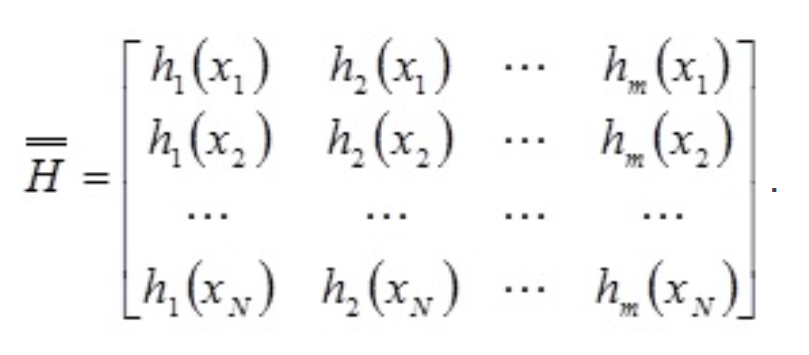 h₁(x₁) h₂(x₁) ⋯ hₘ(x₁)
h₁(x₂) h₂(x₂) ⋯ hₘ(x₂)
H̿ = .
⋯ ⋯ ⋯ ⋯
h₁(x_N) h₂(x_N) ⋯ hₘ(x_N)